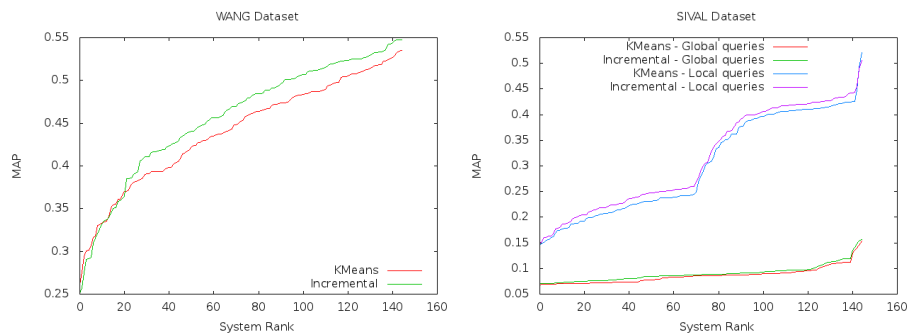 WANG Dataset
0.55
0.5
0.45
0.4
0.35
0.3
0.25
MAP
KMeans
Incremental
0 20 40 60 80 100 120 140 160
System Rank
SIVAL Dataset
0.55
0.5
0.45
0.4
0.35
0.3
0.25
0.2
0.15
0.1
0.05
MAP
KMeans - Global queries
Incremental - Global queries
KMeans - Local queries
Incremental - Local queries
0 20 40 60 80 100 120 140 160
System Rank